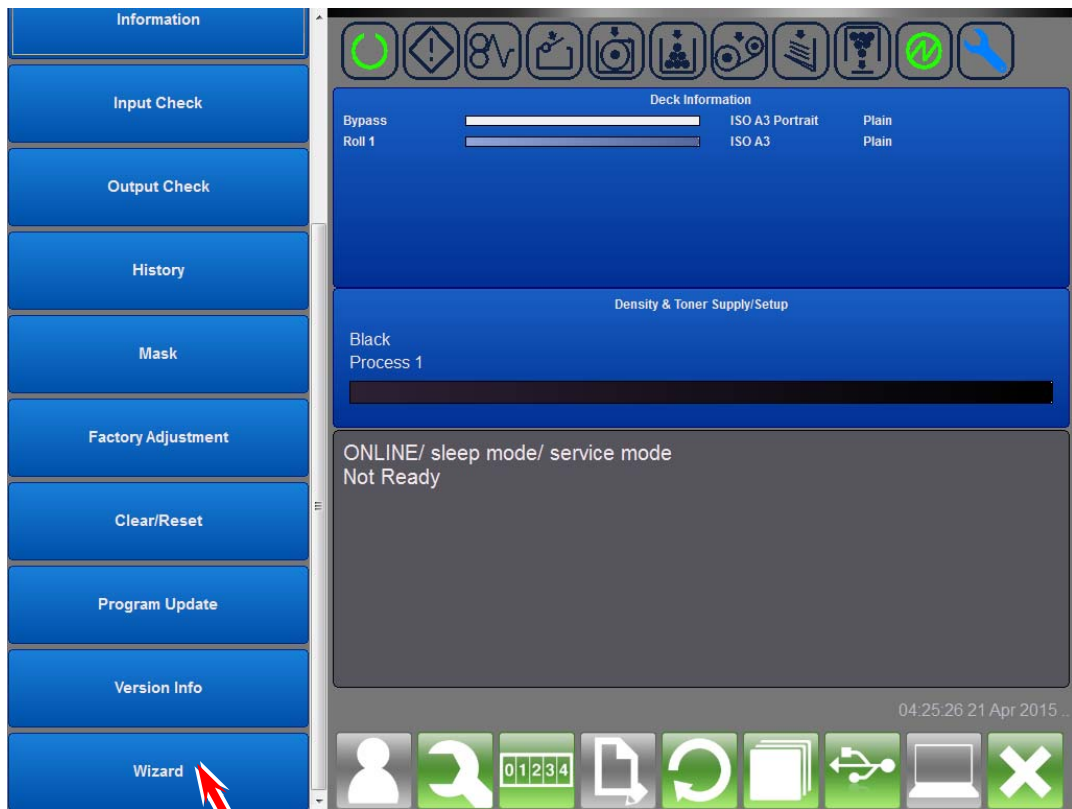 Information
Input Check
Output Check
History
Mask
Factory Adjustment
Clear/Reset
Program Update
Version Info
Wizard
Deck Information
Bypass ISO A3 Portrait Plain
Roll 1 ISO A3 Plain
Density & Toner Supply/Setup
Black
Process 1
ONLINE/ sleep mode/ service mode
Not Ready
04:25:26 21 Apr 2015 ..
01234